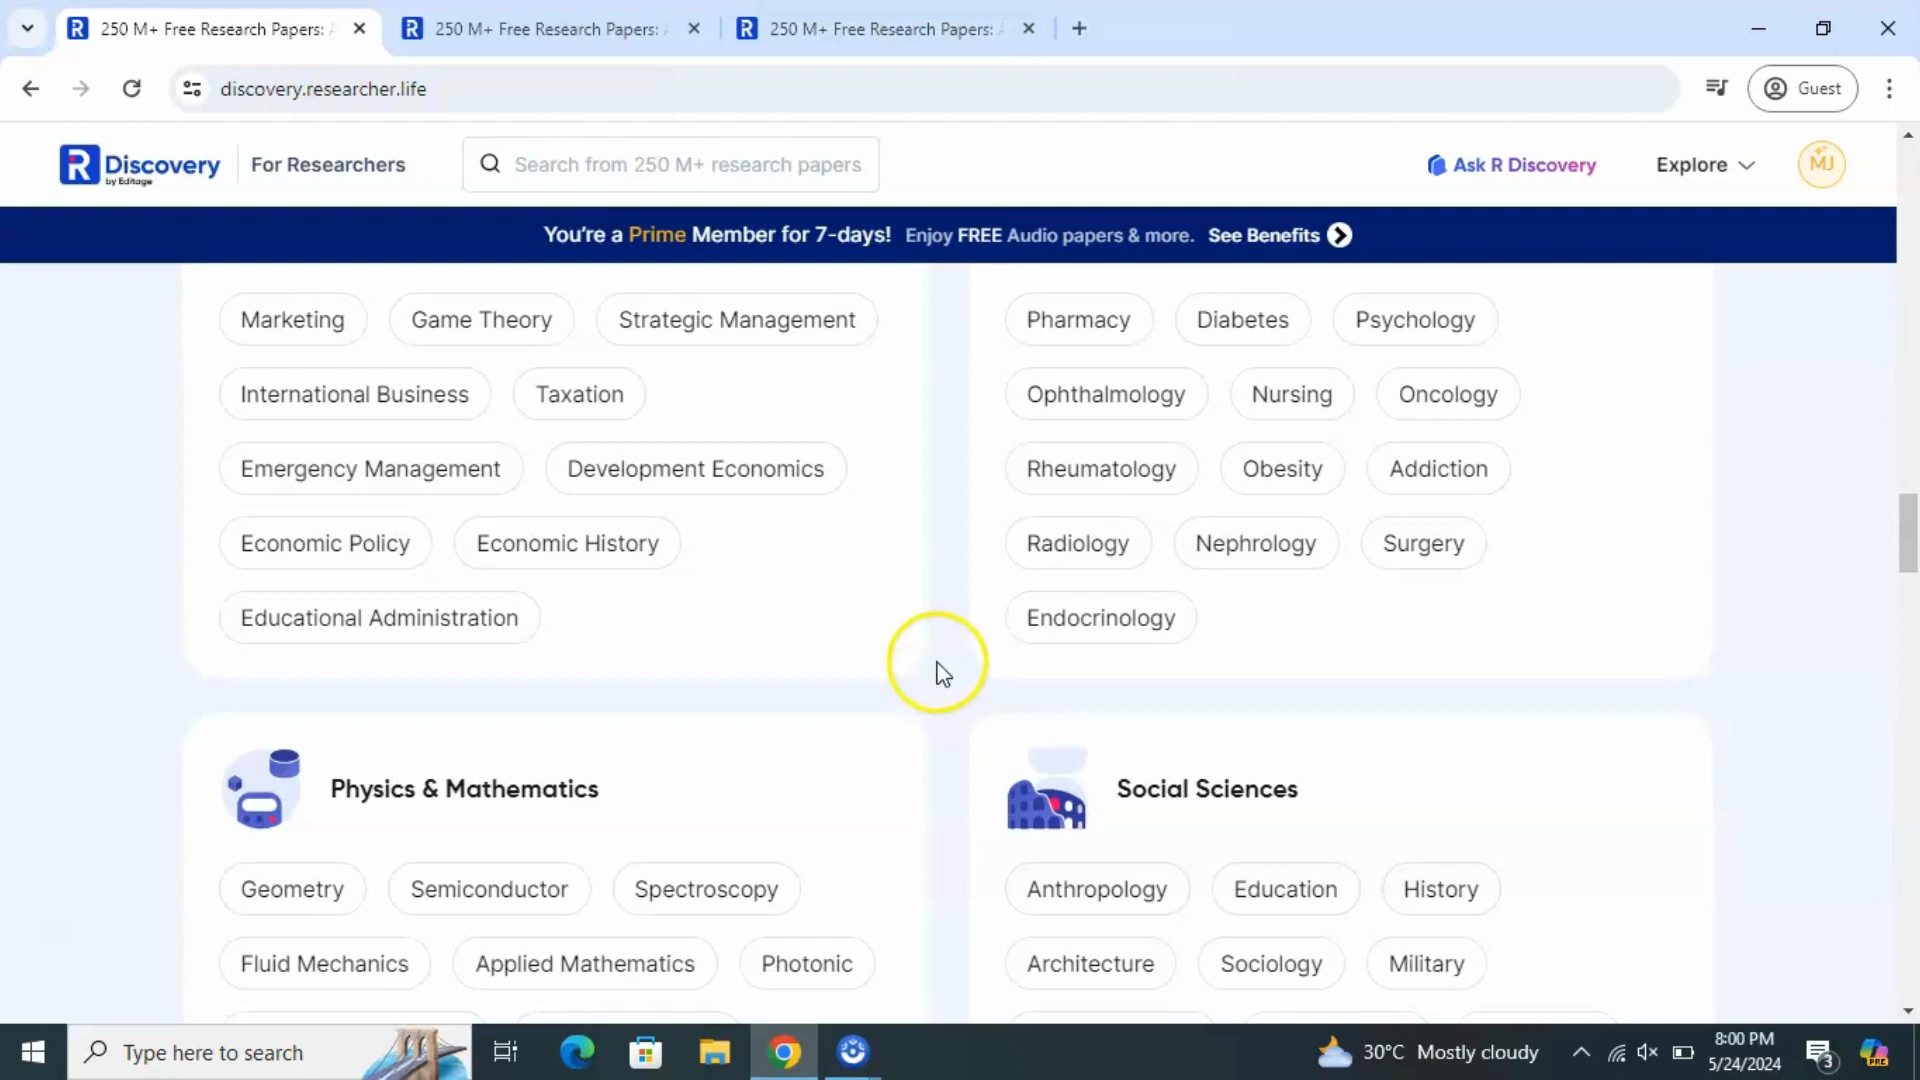 250 M+ Free Research Papers:
250 M+ Free Research Papers:
250 M+ Free Research Papers:
discovery.researcher.life
Guest
R Discovery
by Editage
For Researchers
Search from 250 M+ research papers
Ask R Discovery
Explore
MJ
You're a Prime Member for 7-days! Enjoy FREE Audio papers & more. See Benefits
Marketing
Game Theory
Strategic Management
International Business
Taxation
Emergency Management
Development Economics
Economic Policy
Economic History
Educational Administration
Pharmacy
Diabetes
Psychology
Ophthalmology
Nursing
Oncology
Rheumatology
Obesity
Addiction
Radiology
Nephrology
Surgery
Endocrinology
Physics & Mathematics
Geometry
Semiconductor
Spectroscopy
Fluid Mechanics
Applied Mathematics
Photonic
Social Sciences
Anthropology
Education
History
Architecture
Sociology
Military
Type here to search
30°C Mostly cloudy
8:00 PM
5/24/2024
3
PRE